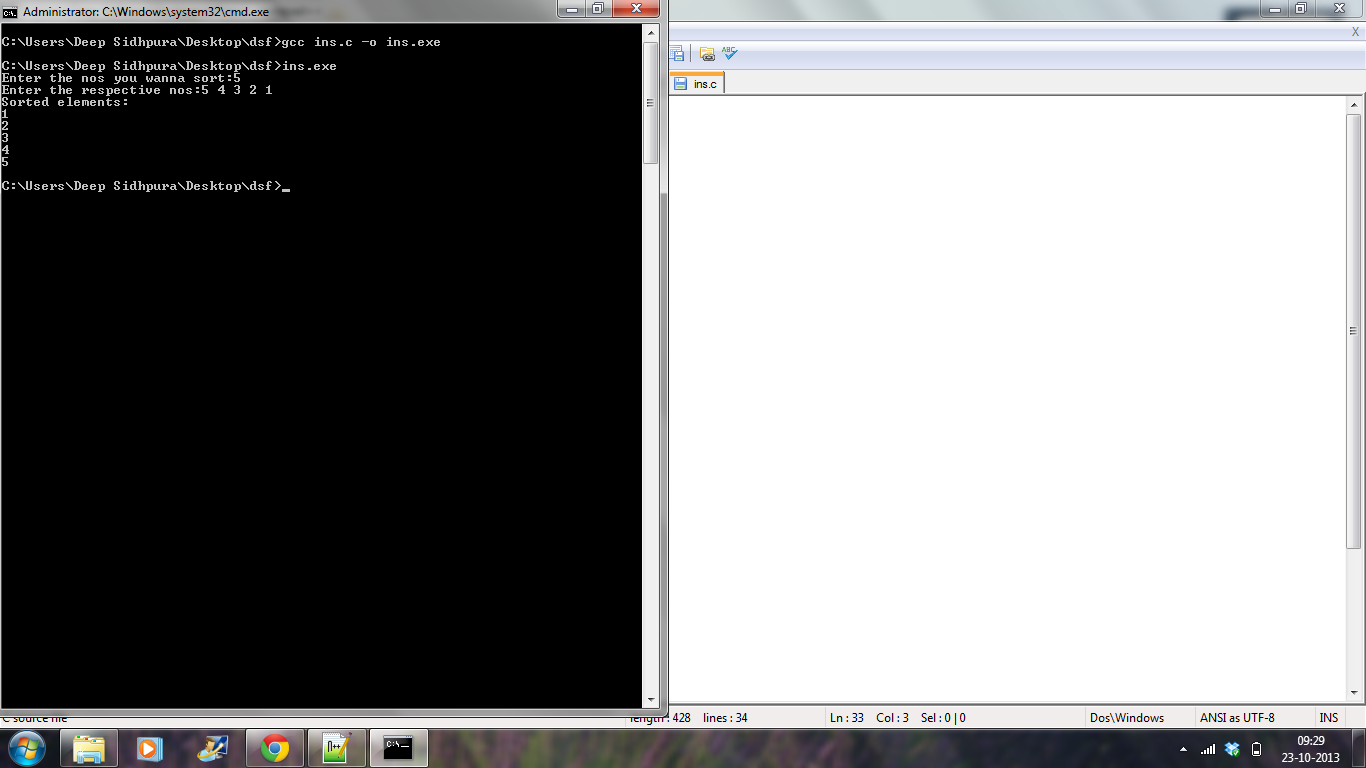 Administrator: C:\Windows\system32\cmd.exe
C:\Users\Deep Sidhpura\Desktop\dsf>gcc ins.c -o ins.exe
C:\Users\Deep Sidhpura\Desktop\dsf>ins.exe
Enter the nos you wanna sort:5
Enter the respective nos:5 4 3 2 1
Sorted elements:
1
2
3
4
5
C:\Users\Deep Sidhpura\Desktop\dsf>_
X
ABC
ins.c
C source file
length : 428 lines : 34
Ln : 33 Col : 3 Sel : 0 | 0
Dos\Windows
ANSI as UTF-8
INS
09:29
23-10-2013